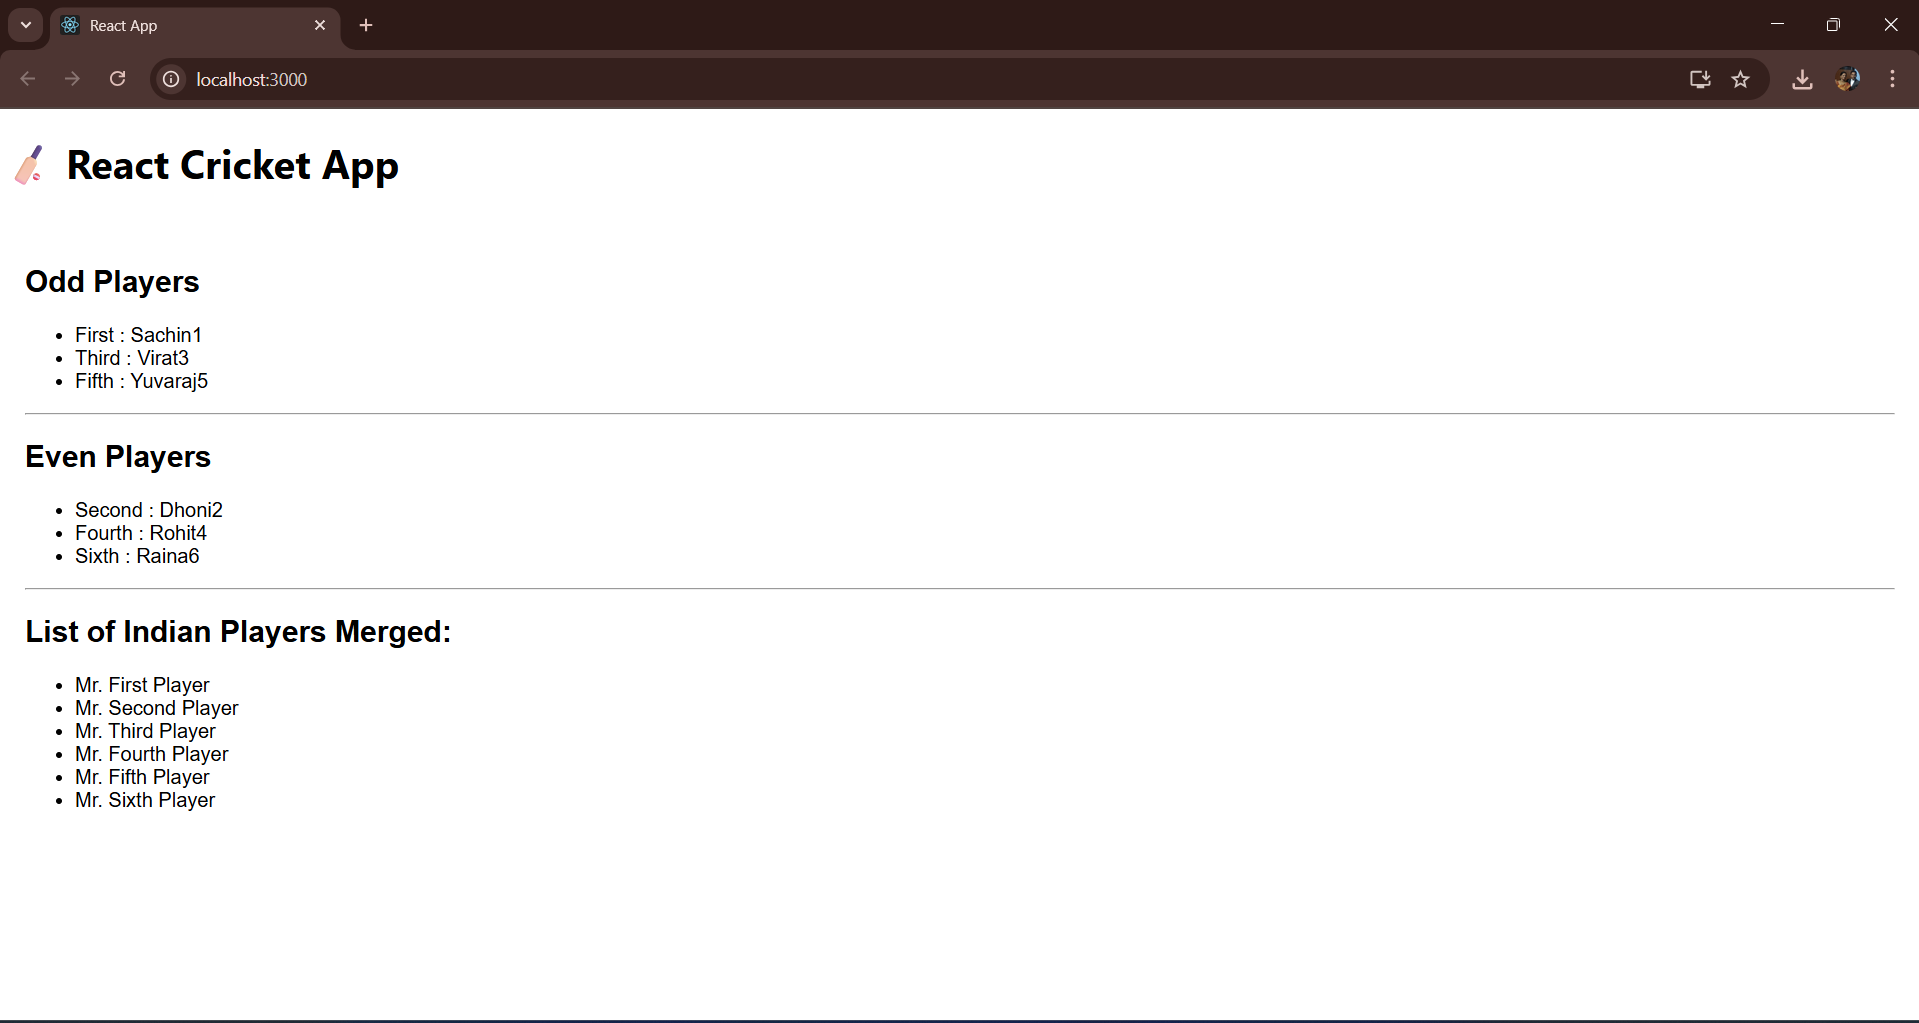 React App
localhost:3000
React Cricket App
Odd Players
First : Sachin1
Third : Virat3
Fifth : Yuvaraj5
Even Players
Second : Dhoni2
Fourth : Rohit4
Sixth : Raina6
List of Indian Players Merged:
Mr. First Player
Mr. Second Player
Mr. Third Player
Mr. Fourth Player
Mr. Fifth Player
Mr. Sixth Player